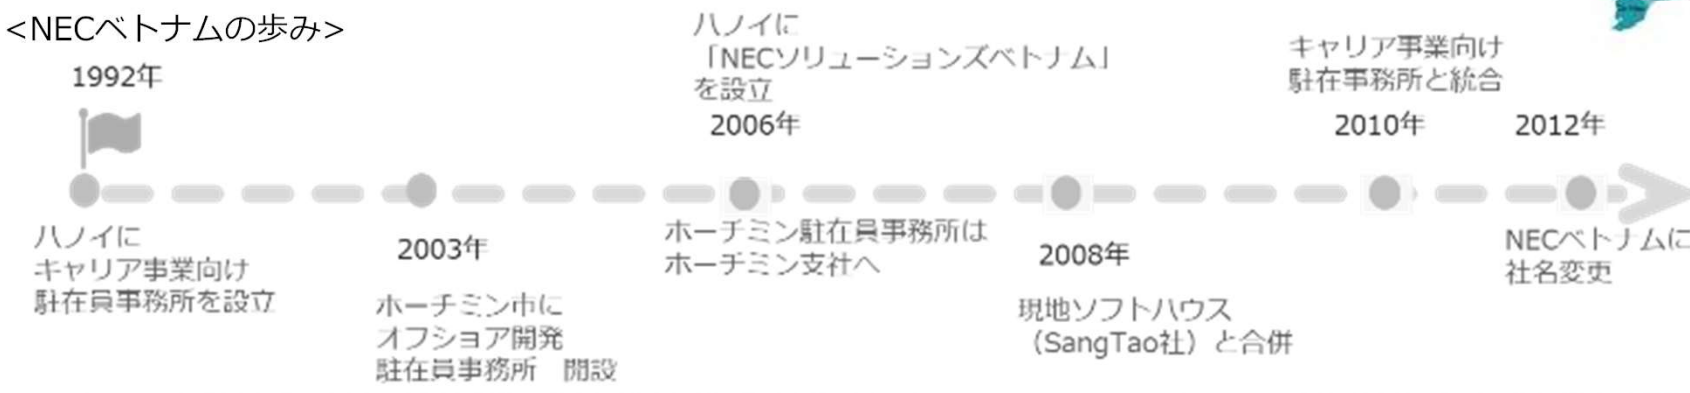 <NECベトナムの歩み>
1992年
ハノイに
キャリア事業向け
駐在員事務所を設立
2003年
ホーチミン市に
オフショア開発
駐在員事務所　開設
ハノイに
「NECソリューションズベトナム」
を設立
2006年
ホーチミン駐在員事務所は
ホーチミン支社へ
2008年
現地ソフトハウス
（SangTao社）と合併
キャリア事業向け
駐在事務所と統合
2010年
2012年
NECベトナムに
社名変更